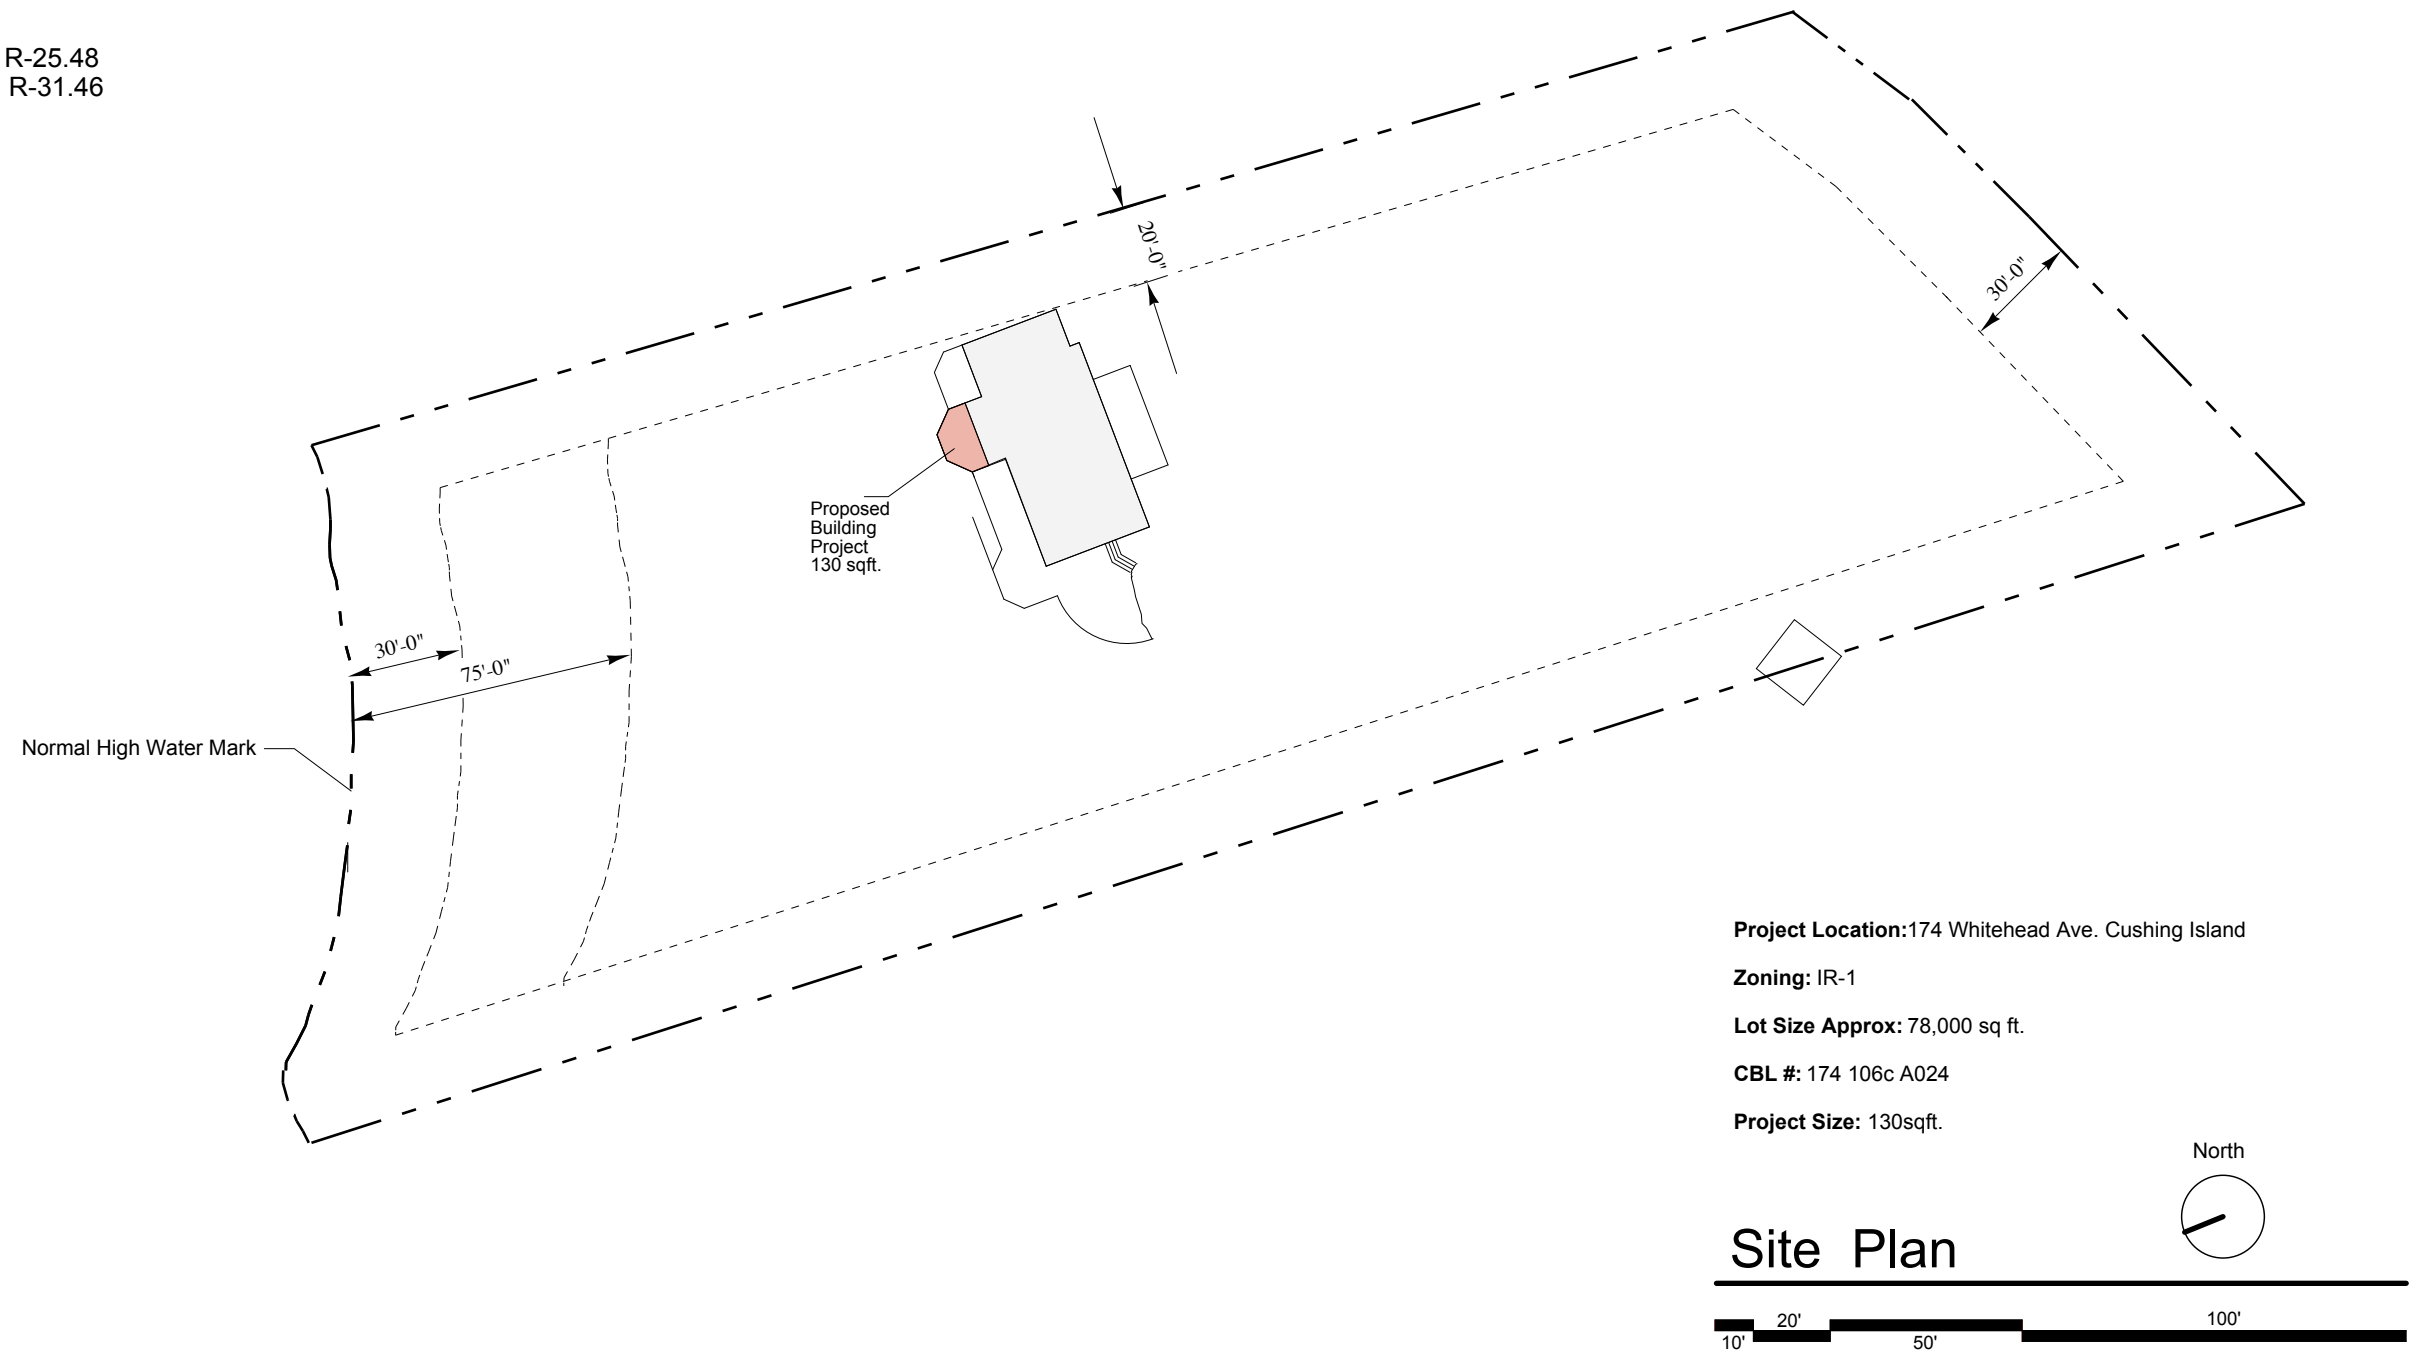 R-25.48
R-31.46
20'-0"
30'-0"
Proposed
Building
Project
130 sqft.
30'-0"
75'-0"
Normal High Water Mark
Project Location:174 Whitehead Ave. Cushing Island
Zoning: IR-1
Lot Size Approx: 78,000 sq ft.
CBL #: 174 106c A024
Project Size: 130sqft.
North
Site Plan
20' 100'
10' 50'